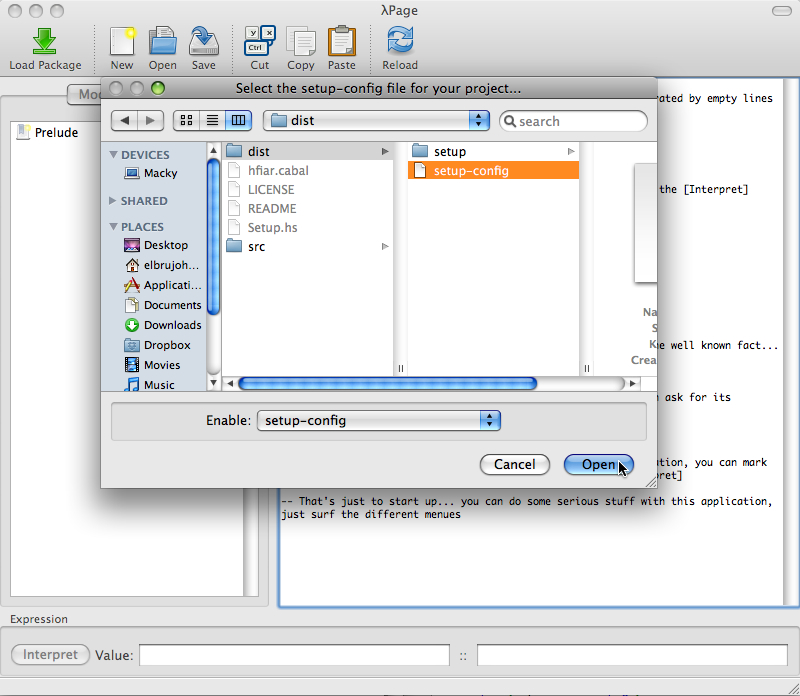 λPage
Load Package
New
Open
Save
Cut
Copy
Paste
Reload
Mo
Select the setup-config file for your project...
dist
search
Prelude
DEVICES
Macky
SHARED
PLACES
Desktop
elbrujoh...
Applicati...
Documents
Downloads
Dropbox
Movies
Music
dist
hfiar.cabal
LICENSE
README
Setup.hs
src
setup
setup-config
Na
S
K
Crea
Enable: setup-config
Cancel
Open
by empty lines
the [Interpret]
well known fact...
ask for its
you can mark
-- That's just to start up... you can do some serious stuff with this application,
just surf the different menues
Expression
Interpret
Value:
::